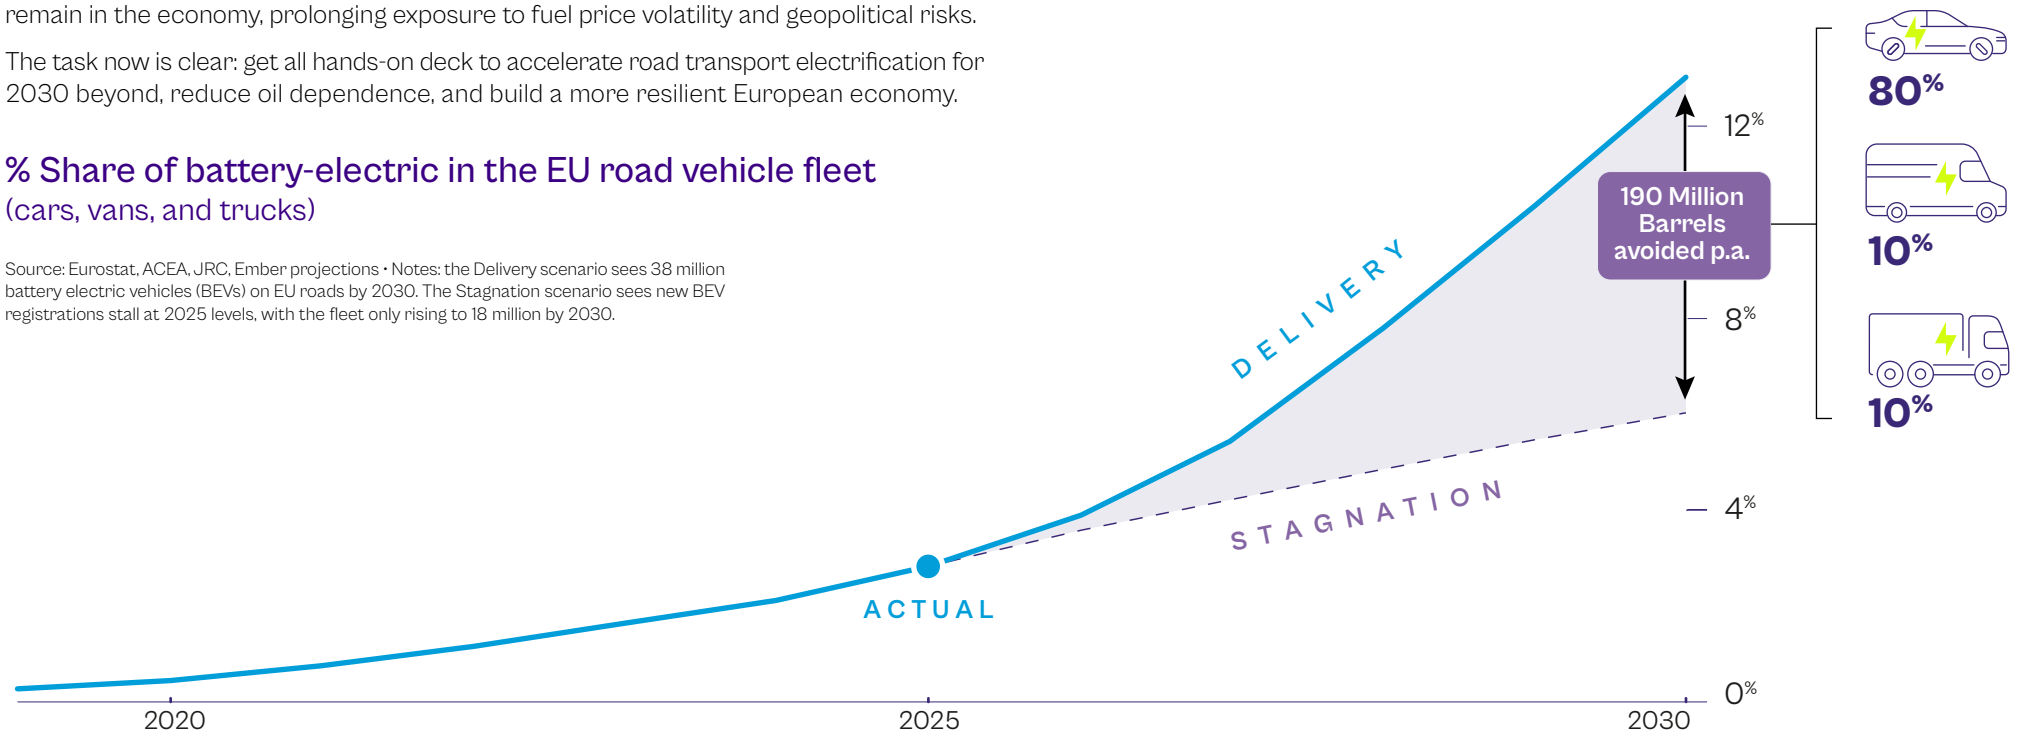 remain in the economy, prolonging exposure to fuel price volatility and geopolitical risks.
The task now is clear: get all hands-on deck to accelerate road transport electrification for
2030 beyond, reduce oil dependence, and build a more resilient European economy.
% Share of battery-electric in the EU road vehicle fleet
(cars, vans, and trucks)
Source: Eurostat, ACEA, JRC, Ember projections • Notes: the Delivery scenario sees 38 million
battery electric vehicles (BEVs) on EU roads by 2030. The Stagnation scenario sees new BEV
registrations stall at 2025 levels, with the fleet only rising to 18 million by 2030.
DELIVERY
STAGNATION
ACTUAL
190 Million
Barrels
avoided p.a.
12%
8%
4%
0%
2020
2025
2030
80%
10%
10%